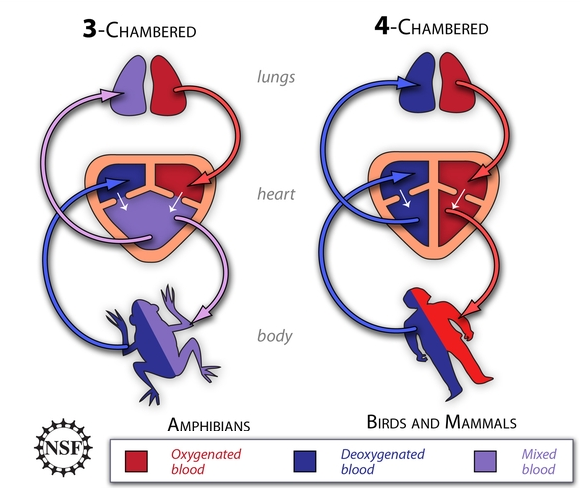 3-Chambered
4-Chambered
lungs
heart
body
Amphibians
Birds and Mammals
NSF
Oxygenated
blood
Deoxygenated
blood
Mixed
blood